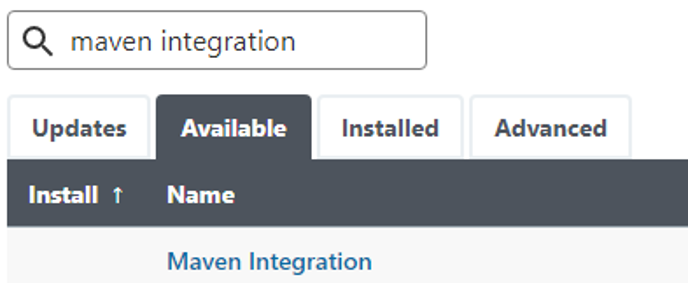 maven integration
Updates Available Installed Advanced
Install ↑ Name
Maven Integration